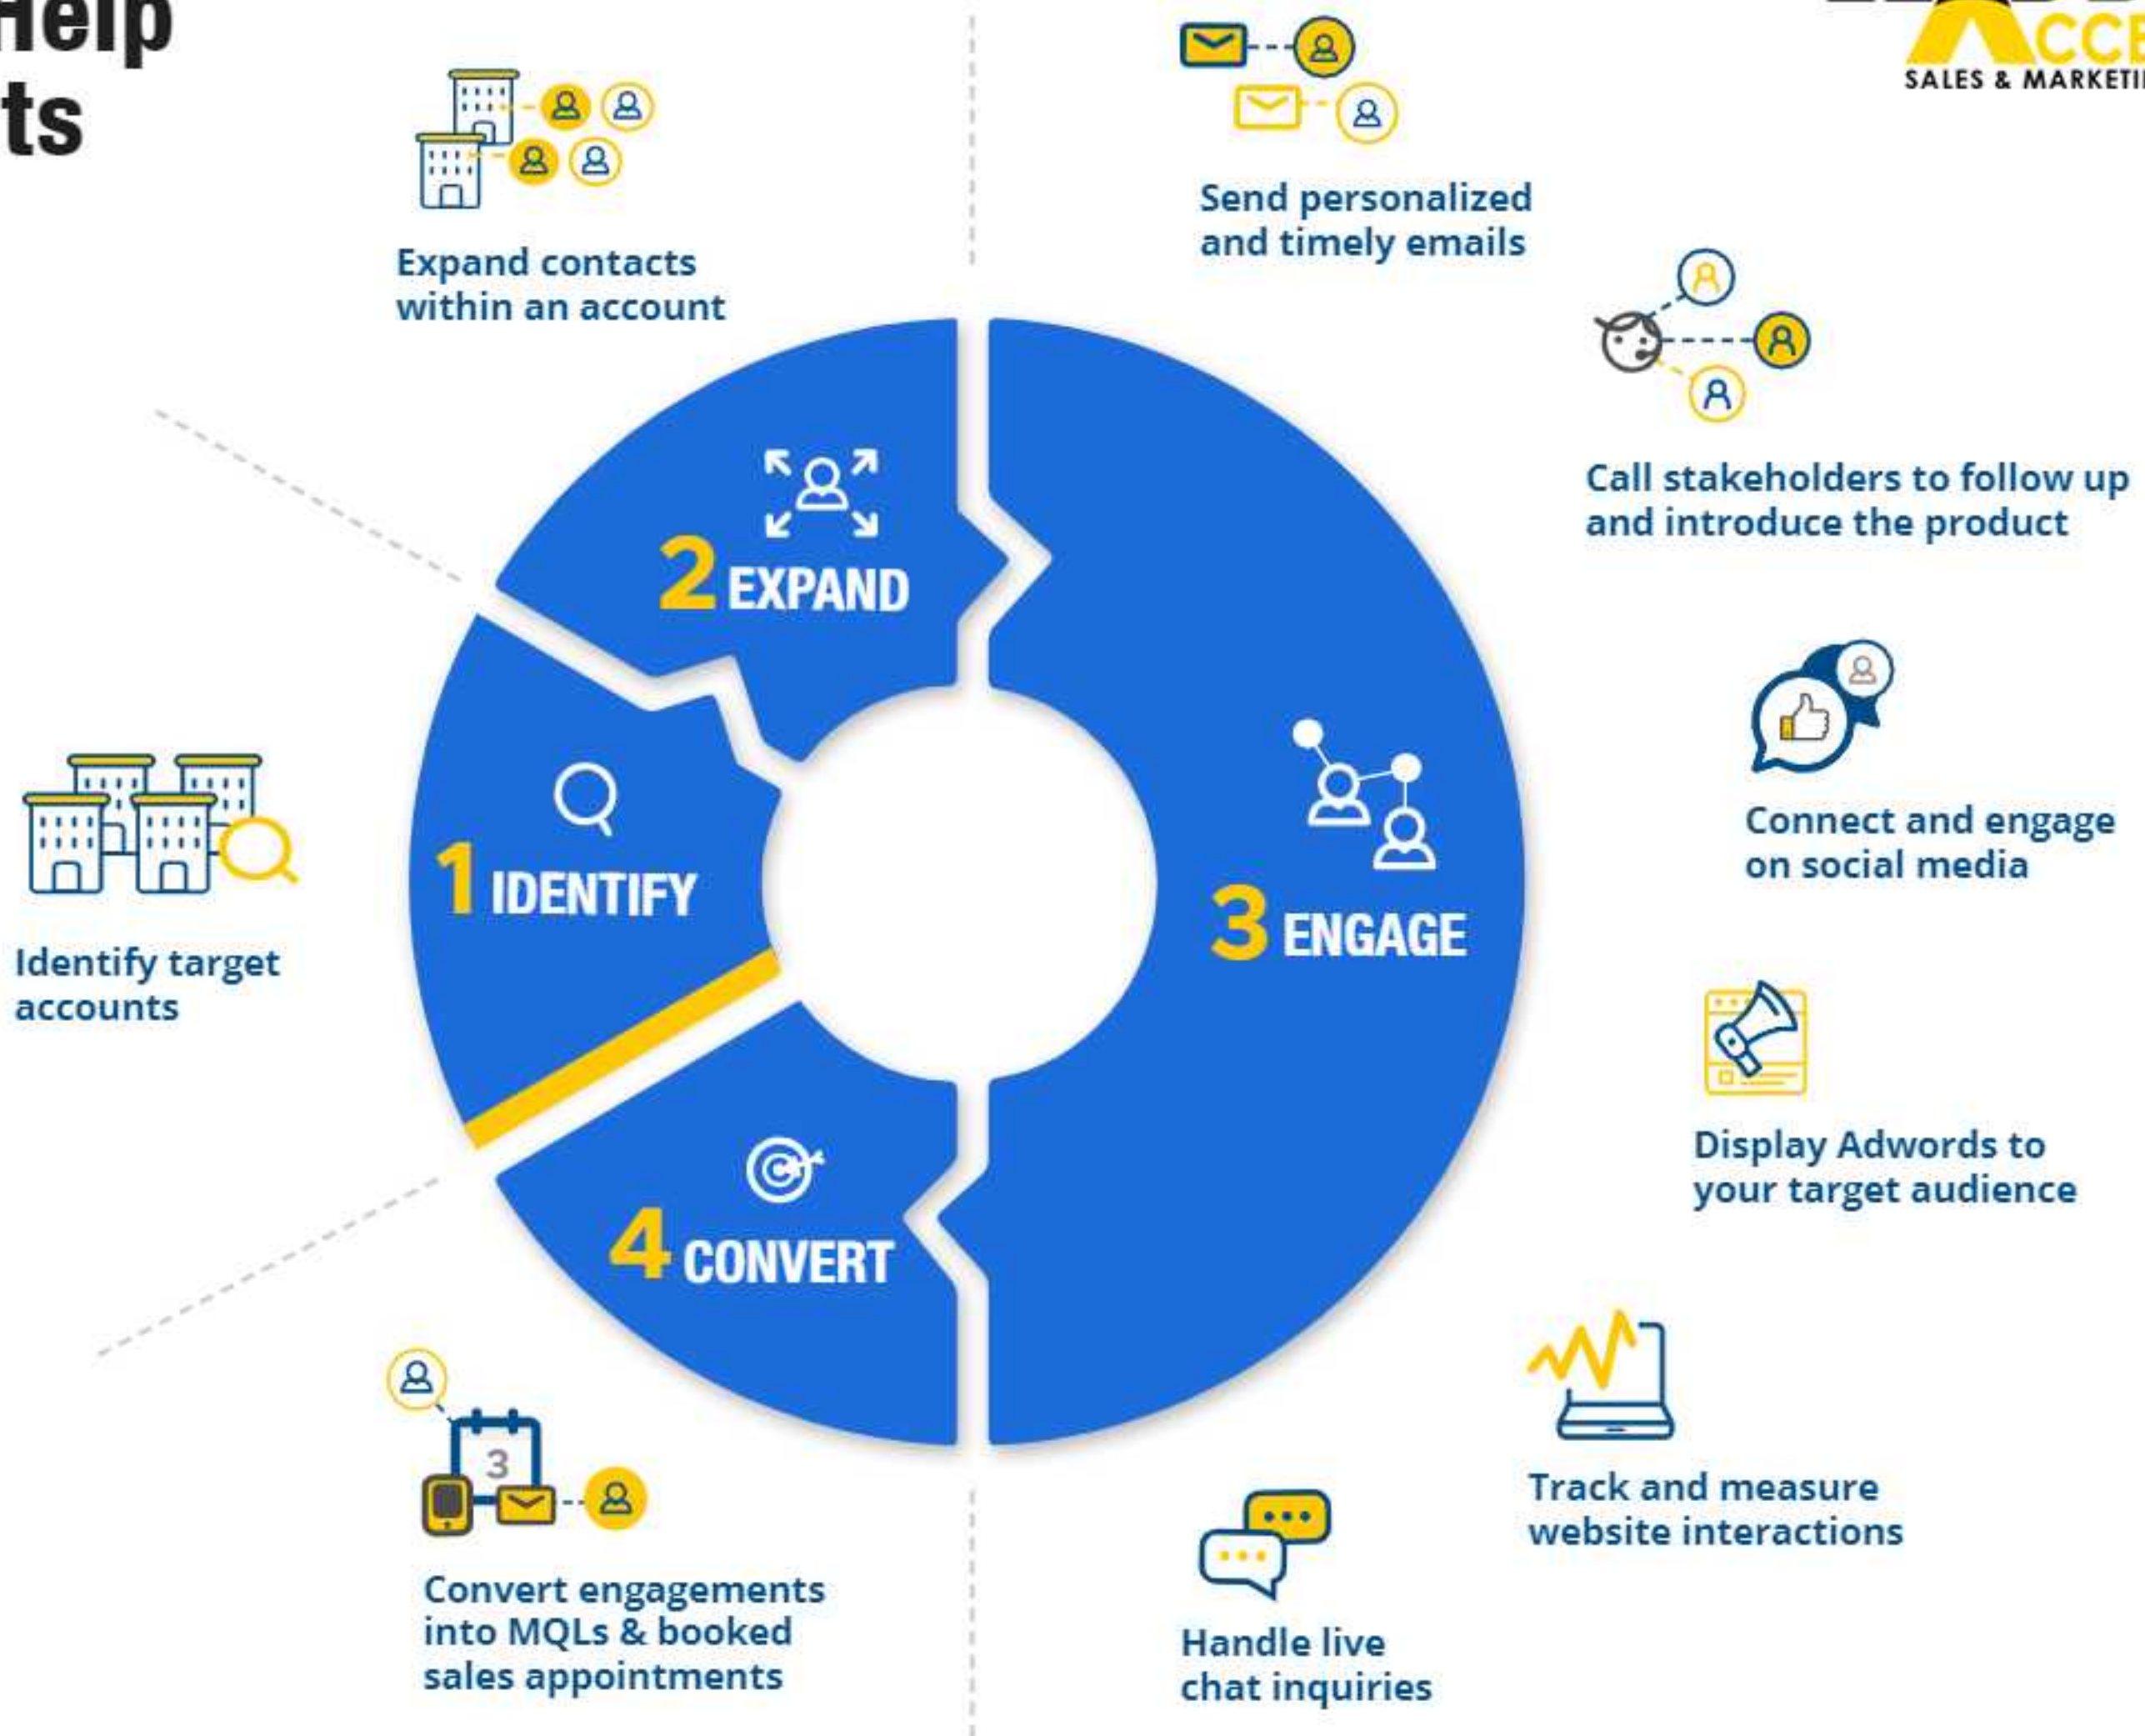 Help
ts
SALES & MARKETI
Expand contacts
within an account
Send personalized
and timely emails
Call stakeholders to follow up
and introduce the product
2 EXPAND
Connect and engage
on social media
1 IDENTIFY
3 ENGAGE
Identify target
accounts
Display Adwords to
your target audience
4 CONVERT
3
Track and measure
website interactions
Convert engagements
into MQLs & booked
sales appointments
Handle live
chat inquiries